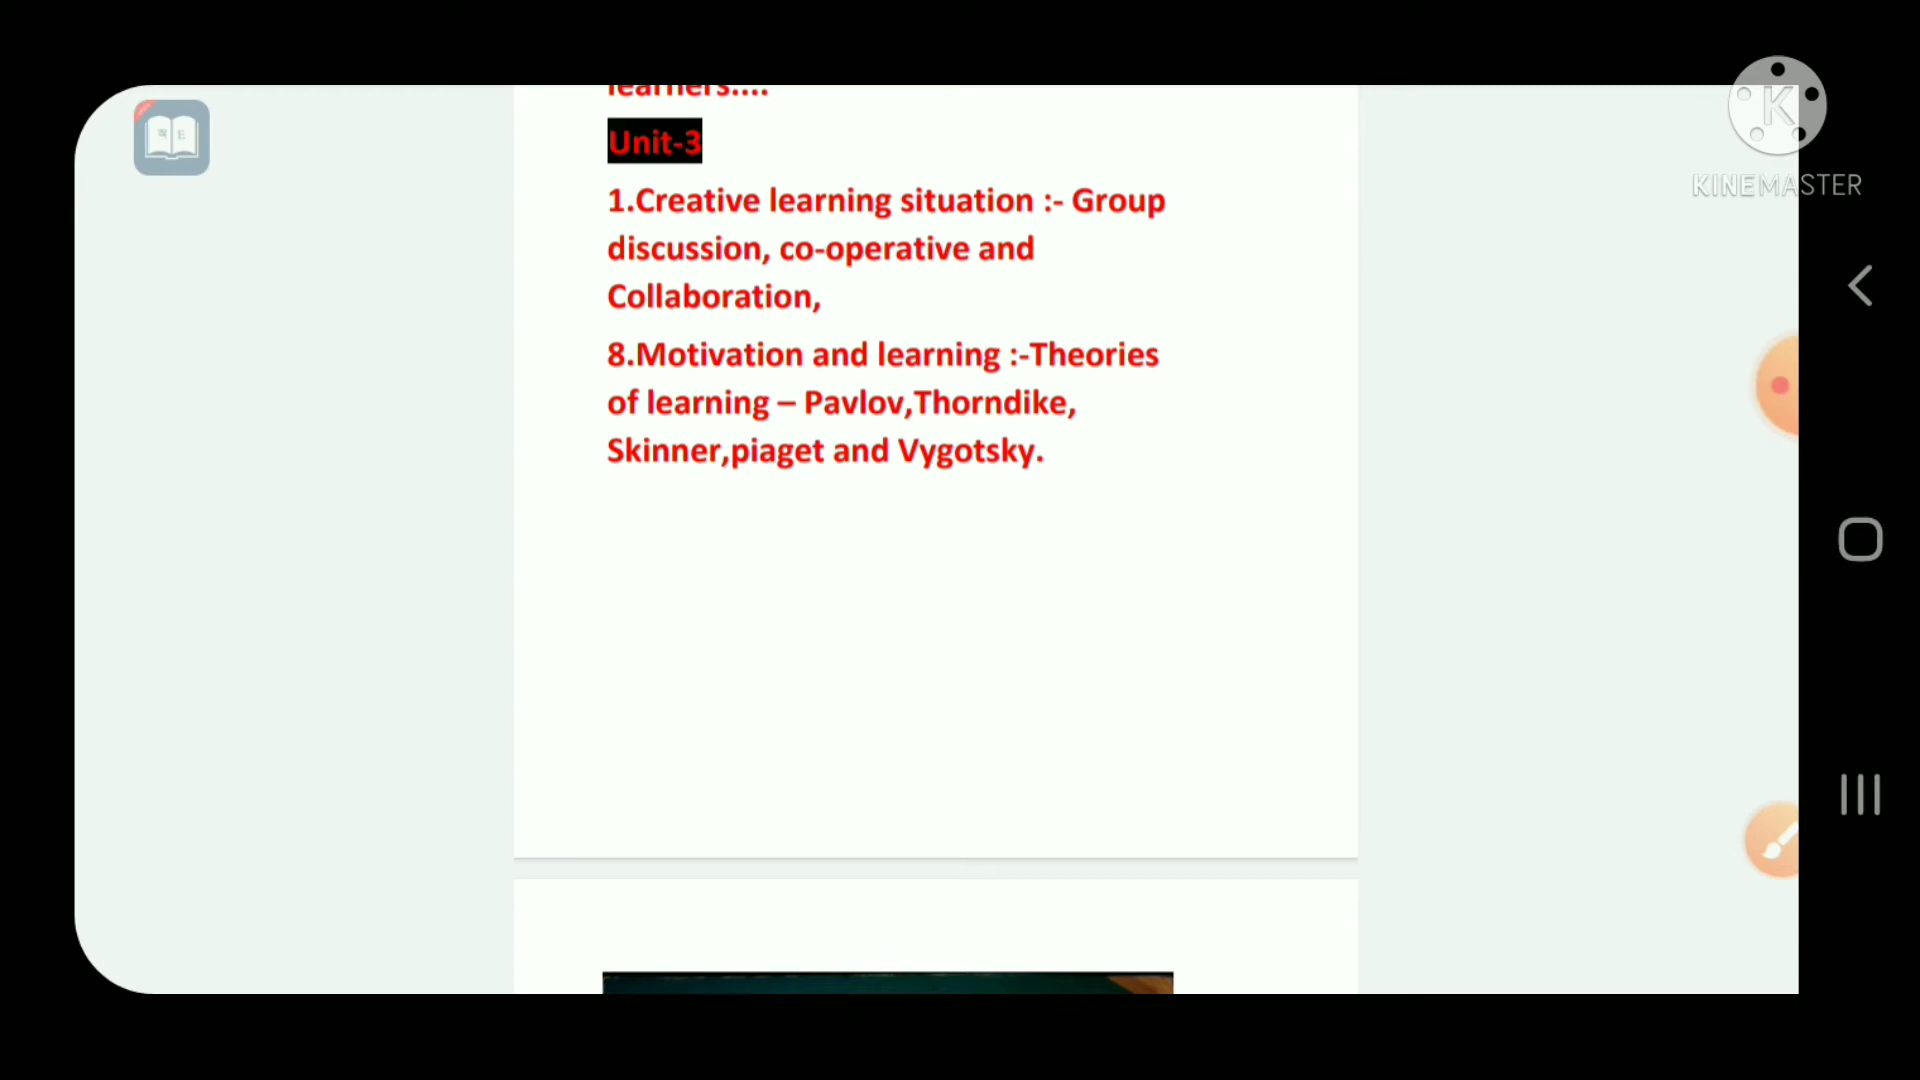 learners....
Unit-3
1.Creative learning situation :- Group
discussion, co-operative and
Collaboration,
8.Motivation and learning :-Theories
of learning – Pavlov,Thorndike,
Skinner,piaget and Vygotsky.
K
KINEMASTER
অ E